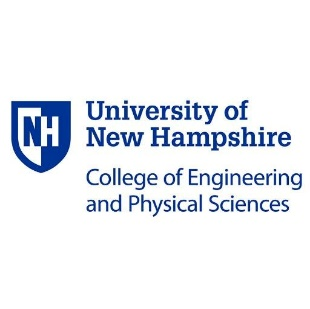 NH
University of
New Hampshire
College of Engineering
and Physical Sciences